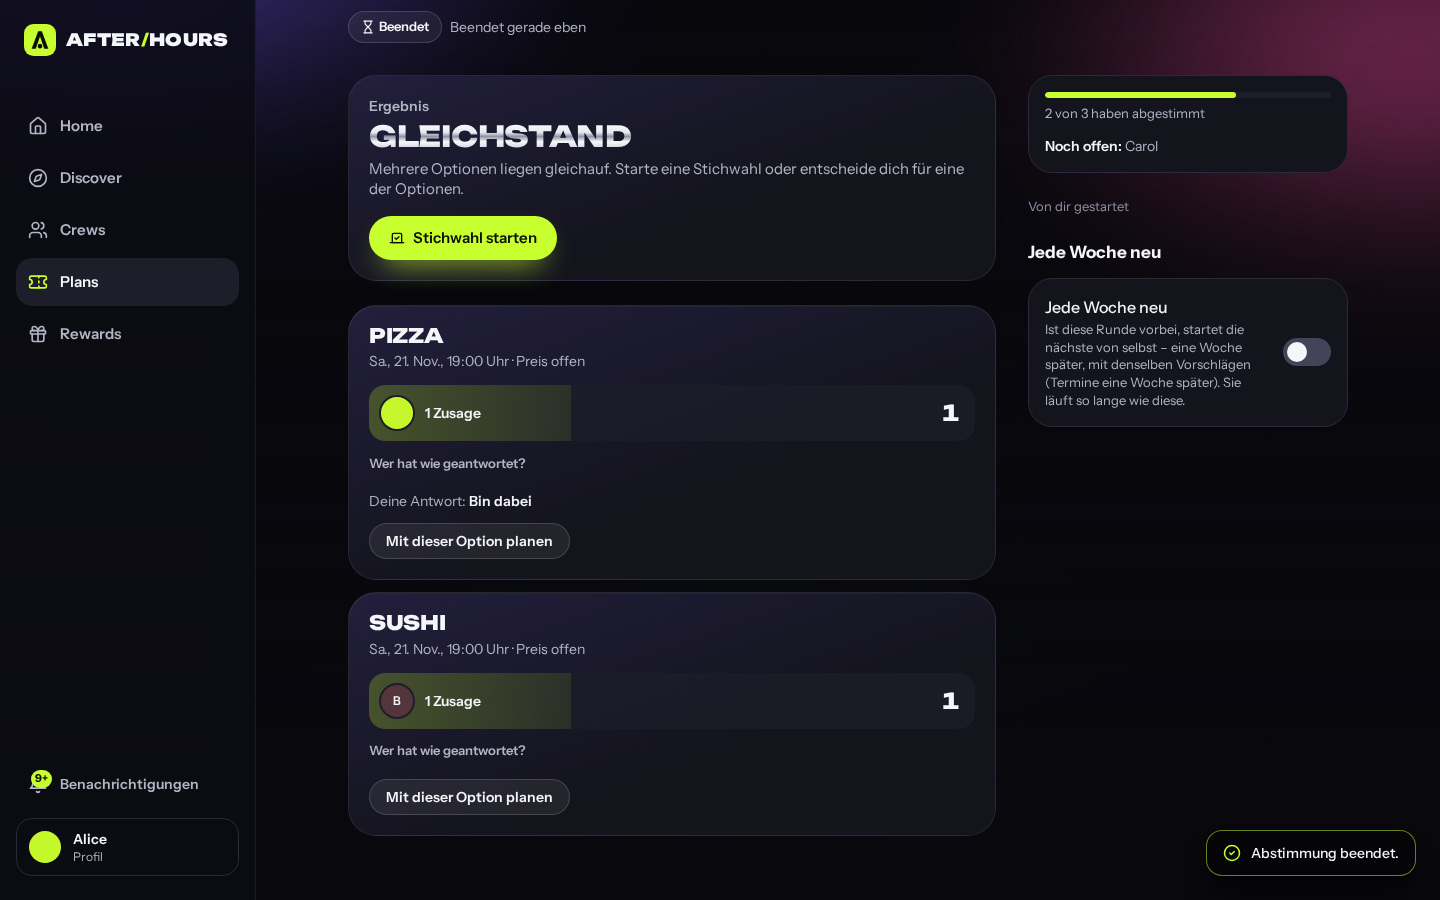 AFTER/HOURS
Home
Discover
Crews
Plans
Rewards
9+
Benachrichtigungen
Alice
Profil
Beendet
Beendet gerade eben
Ergebnis
GLEICHSTAND
Mehrere Optionen liegen gleichauf. Starte eine Stichwahl oder entscheide dich für eine
der Optionen.
Stichwahl starten
PIZZA
Sa., 21. Nov., 19:00 Uhr · Preis offen
1 Zusage
1
Wer hat wie geantwortet?
Deine Antwort: Bin dabei
Mit dieser Option planen
SUSHI
Sa., 21. Nov., 19:00 Uhr · Preis offen
B
1 Zusage
1
Wer hat wie geantwortet?
Mit dieser Option planen
2 von 3 haben abgestimmt
Noch offen: Carol
Von dir gestartet
Jede Woche neu
Jede Woche neu
Ist diese Runde vorbei, startet die
nächste von selbst – eine Woche
später, mit denselben Vorschlägen
(Termine eine Woche später). Sie
läuft so lange wie diese.
Abstimmung beendet.